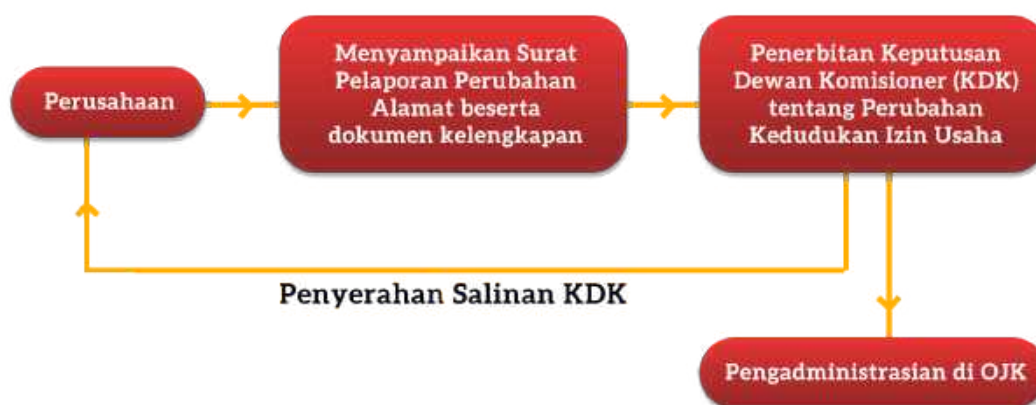 Perusahaan
Menyampaikan Surat
Pelaporan Perubahan
Alamat beserta
dokumen kelengkapan
Penerbitan Keputusan
Dewan Komisioner (KDK)
tentang Perubahan
Kedudukan Izin Usaha
Penyerahan Salinan KDK
Pengadministrasian di OJK